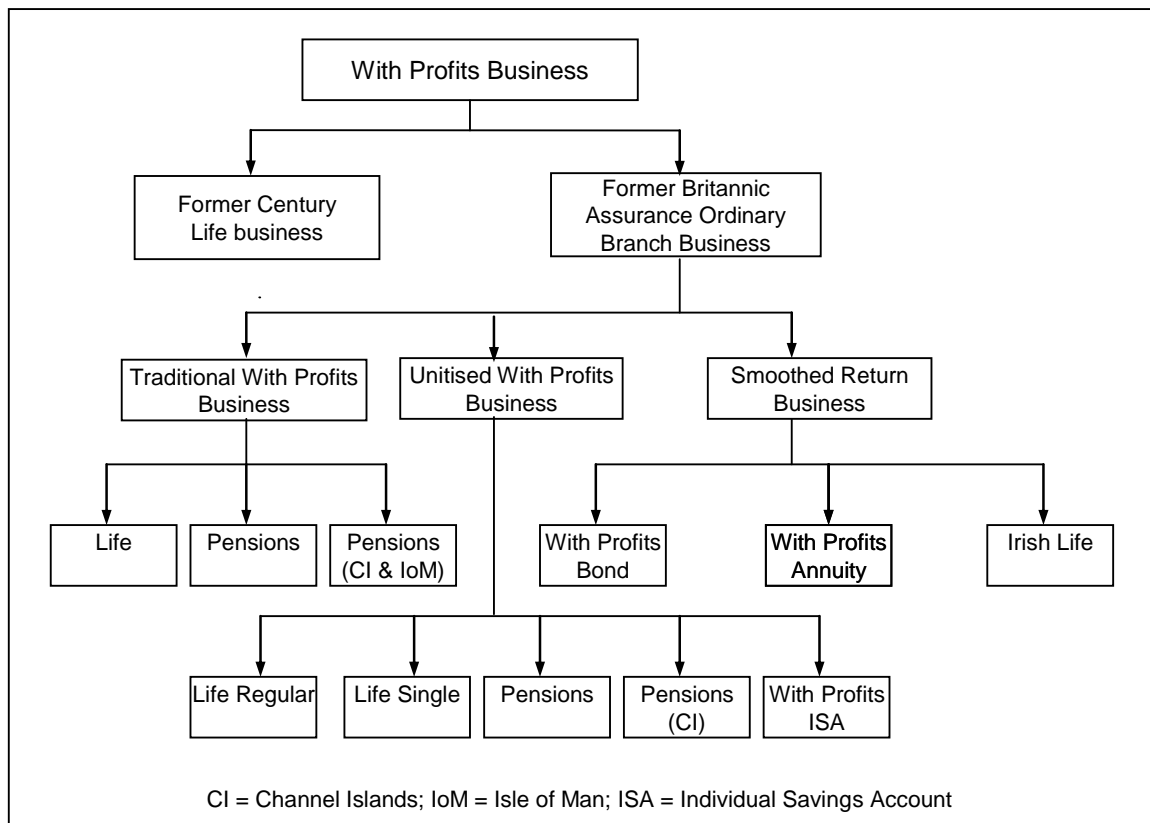 With Profits Business
Former Century
Life business
Former Britannic
Assurance Ordinary
Branch Business
Traditional With Profits
Business
Unitised With Profits
Business
Smoothed Return
Business
Life
Pensions
Pensions
(CI & IoM)
With Profits
Bond
With Profits
Annuity
Irish Life
Life Regular
Life Single
Pensions
Pensions
(CI)
With Profits
ISA
CI = Channel Islands; IoM = Isle of Man; ISA = Individual Savings Account